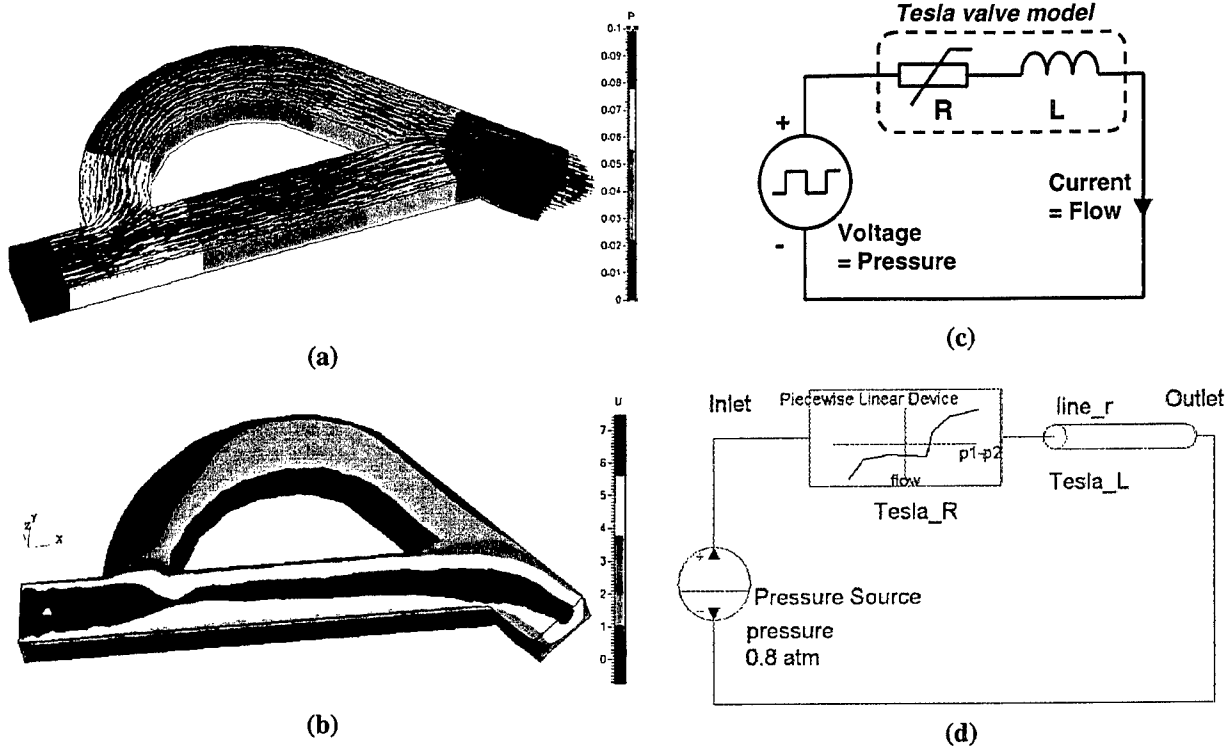 P
0.1
0.09
0.08
0.07
0.06
0.05
0.04
0.03
0.02
0.01
0
(a)
Tesla valve model
R
L
+
-
Voltage
= Pressure
Current
= Flow
(c)
U
7
6
5
4
3
2
1
0
Z Y
X
(b)
Inlet
Piecewise Linear Device
p1-p2
flow
Tesla_R
line_r
Tesla_L
Outlet
+
-
Pressure Source
pressure
0.8 atm
(d)